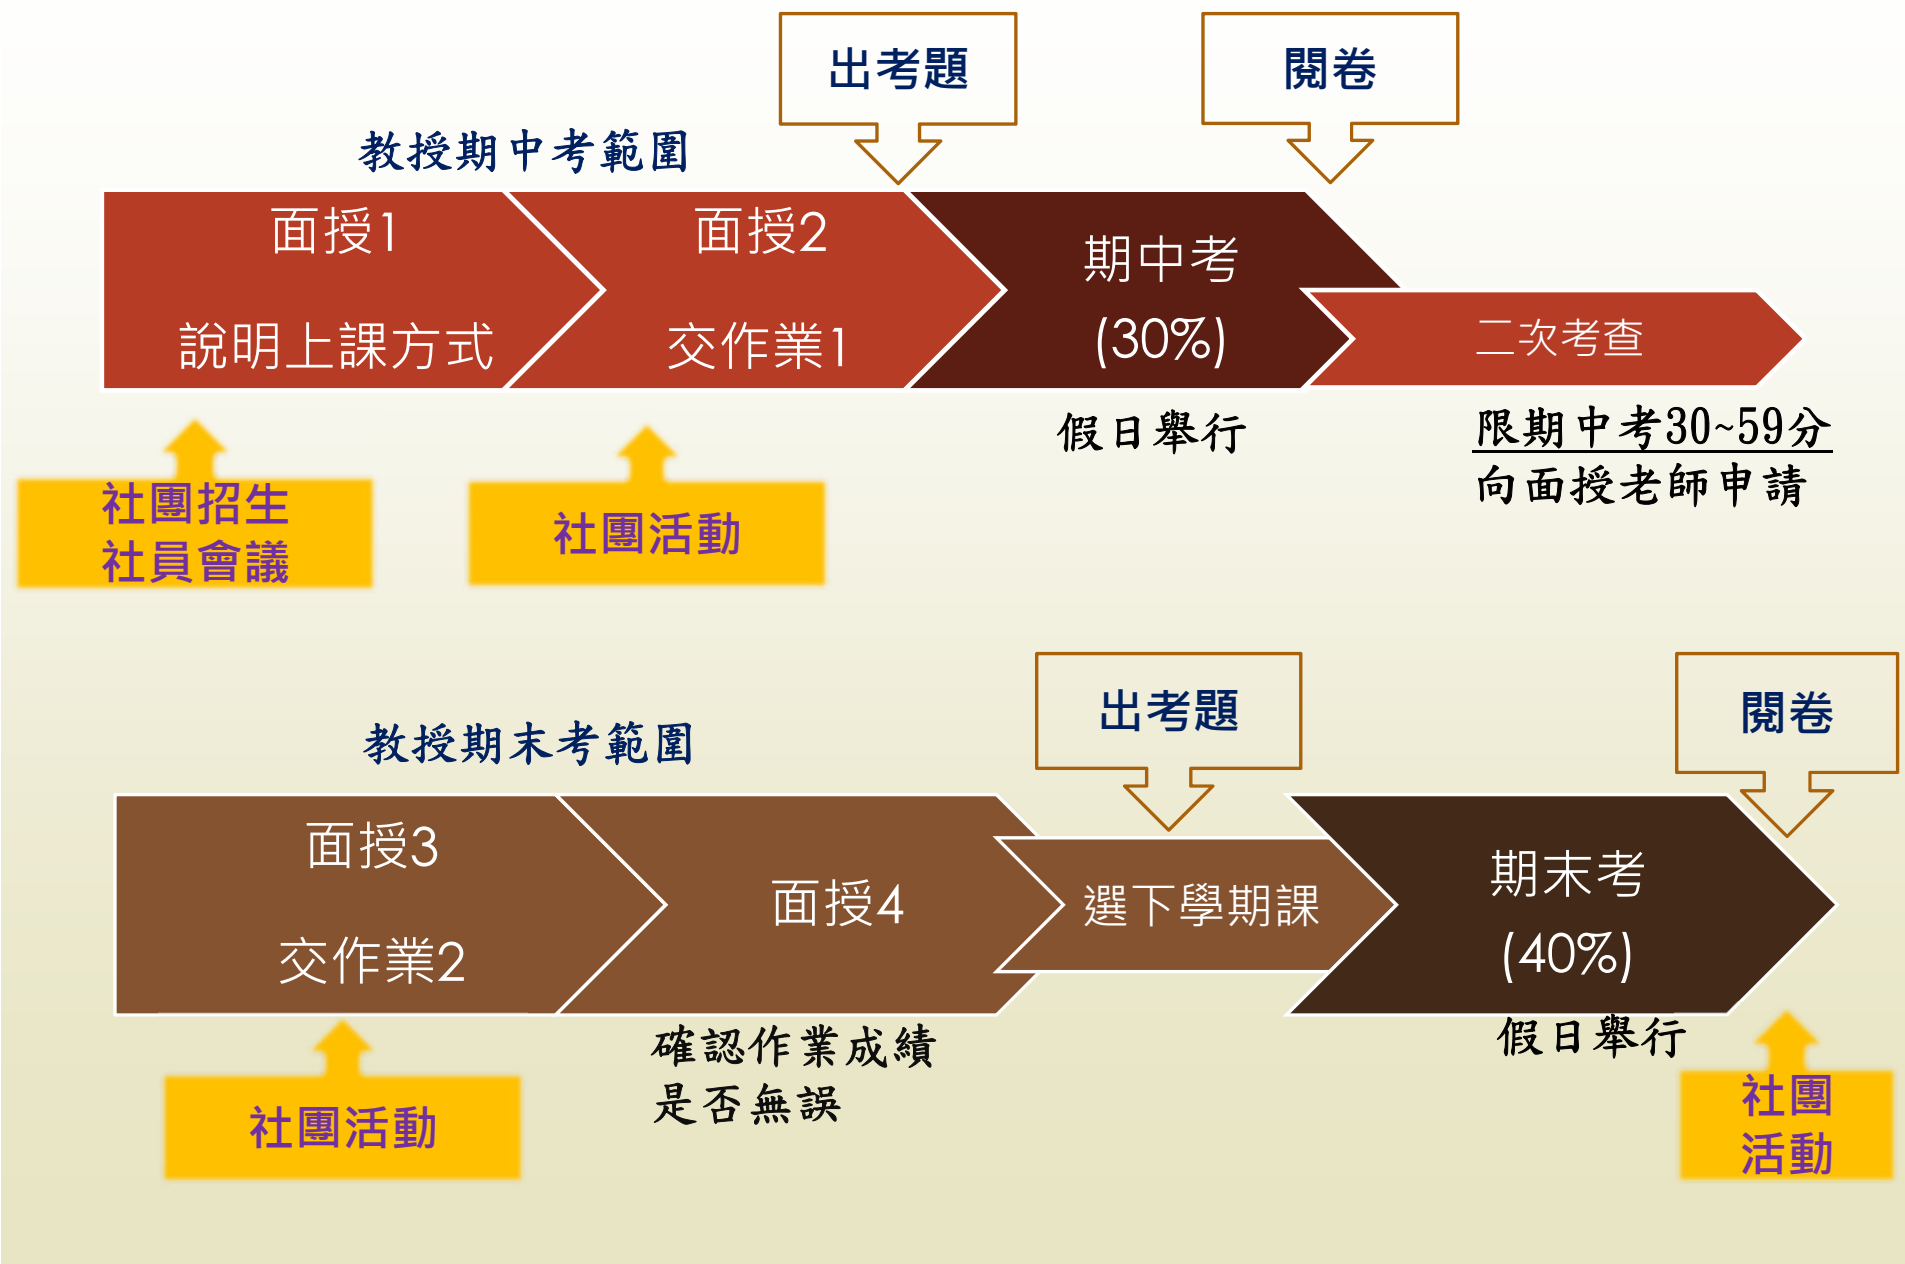 出考題
閱卷
教授期中考範圍
面授1
說明上課方式
面授2
交作業1
期中考
(30%)
二次考查
假日舉行
限期中考30~59分
向面授老師申請
社團招生
社員會議
社團活動
出考題
閱卷
教授期末考範圍
面授3
交作業2
面授4
選下學期課
期末考
(40%)
確認作業成績
是否無誤
假日舉行
社團活動
社團
活動